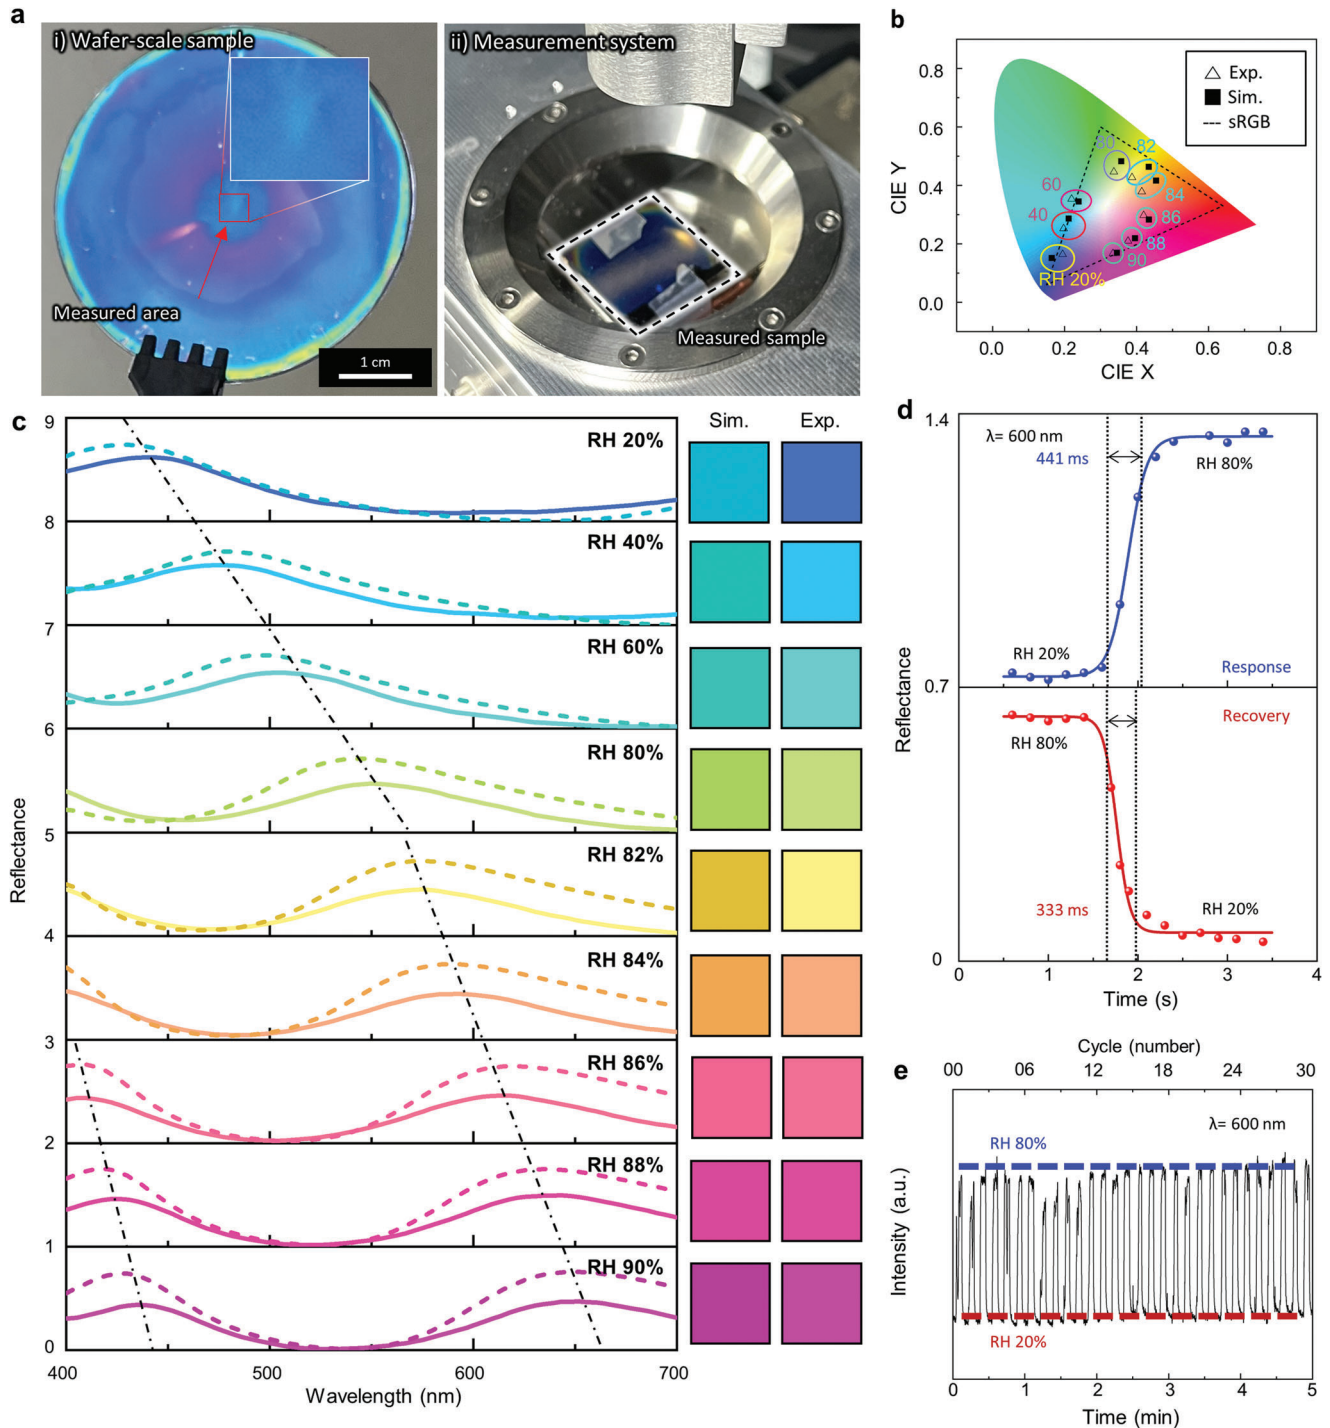 a
i) Wafer-scale sample
Measured area
1 cm
ii) Measurement system
Measured sample
b
CIE Y
0.8
0.6
0.4
0.2
0.0
0.0 0.2 0.4 0.6 0.8
CIE X
Exp.
Sim.
sRGB
80
82
84
60
40
86
88
90
RH 20%
c
Reflectance
9
8
7
6
5
4
3
2
1
0
RH 20%
RH 40%
RH 60%
RH 80%
RH 82%
RH 84%
RH 86%
RH 88%
RH 90%
400 500 600 700
Wavelength (nm)
Sim. Exp.
d
Reflectance
1.4
0.7
0
λ= 600 nm
441 ms
RH 80%
RH 20%
Response
Recovery
RH 80%
333 ms
RH 20%
0 1 2 3 4
Time (s)
e
Cycle (number)
00 06 12 18 24 30
λ= 600 nm
RH 80%
Intensity (a.u.)
RH 20%
0 1 2 3 4 5
Time (min)